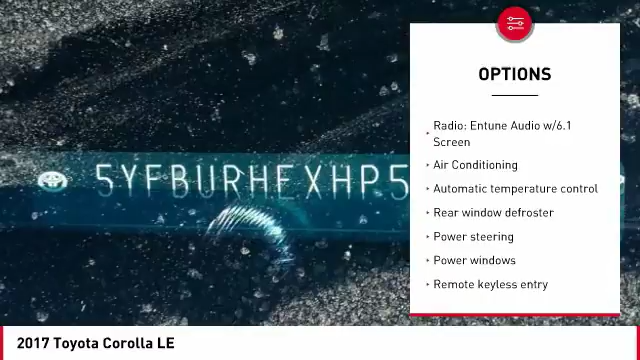 OPTIONS
Radio: Entune Audio w/6.1
Screen
Air Conditioning
Automatic temperature control
Rear window defroster
Power steering
Power windows
Remote keyless entry
5YFBURHEXHP5
2017 Toyota Corolla LE